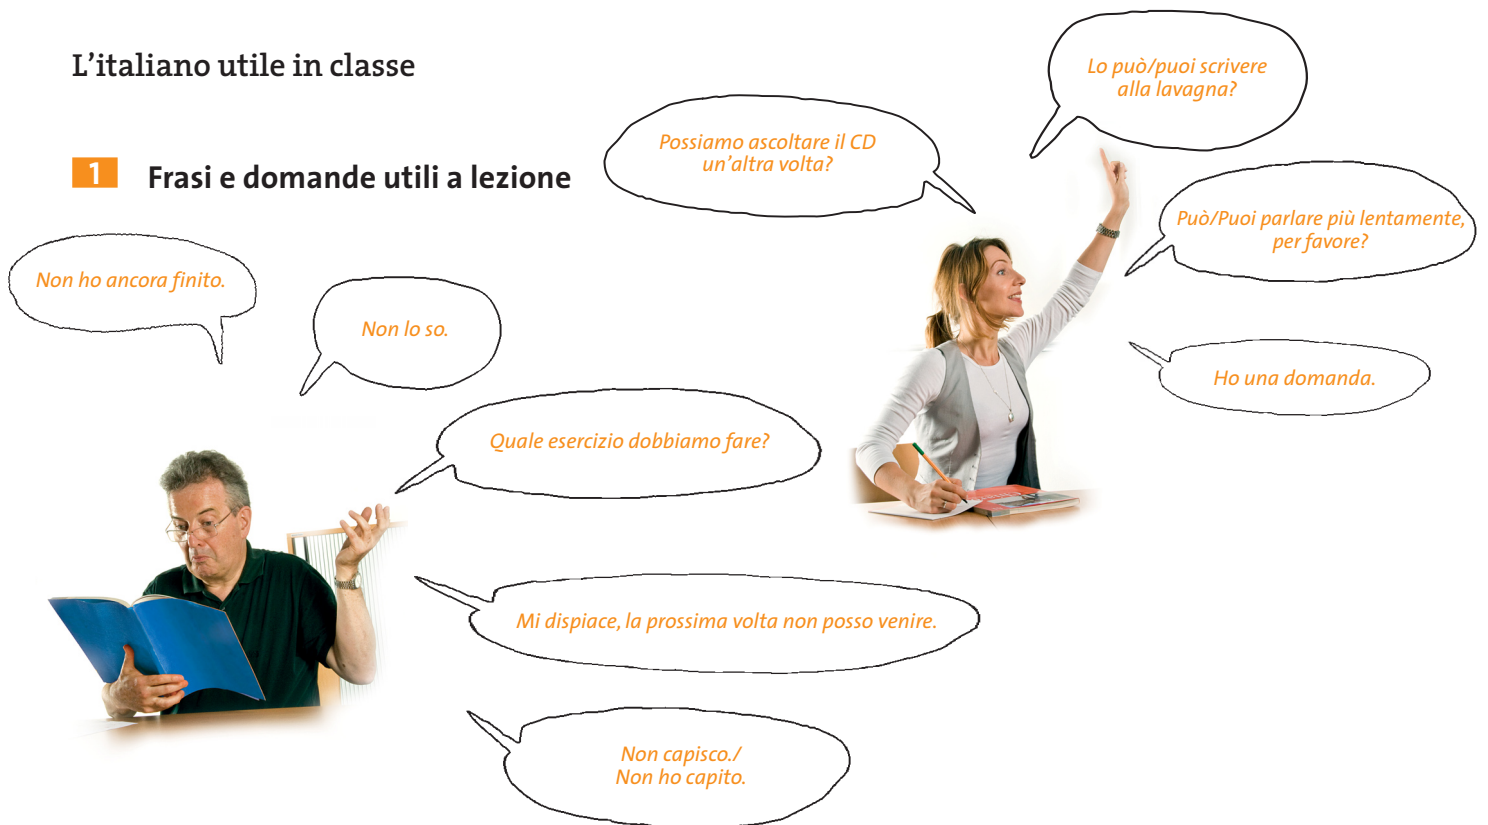 L’italiano utile in classe
1 Frasi e domande utili a lezione
Non ho ancora finito.
Non lo so.
Quale esercizio dobbiamo fare?
Mi dispiace, la prossima volta non posso venire.
Non capisco./
Non ho capito.
Possiamo ascoltare il CD
un’altra volta?
Lo può/puoi scrivere
alla lavagna?
Può/Puoi parlare più lentamente,
per favore?
Ho una domanda.